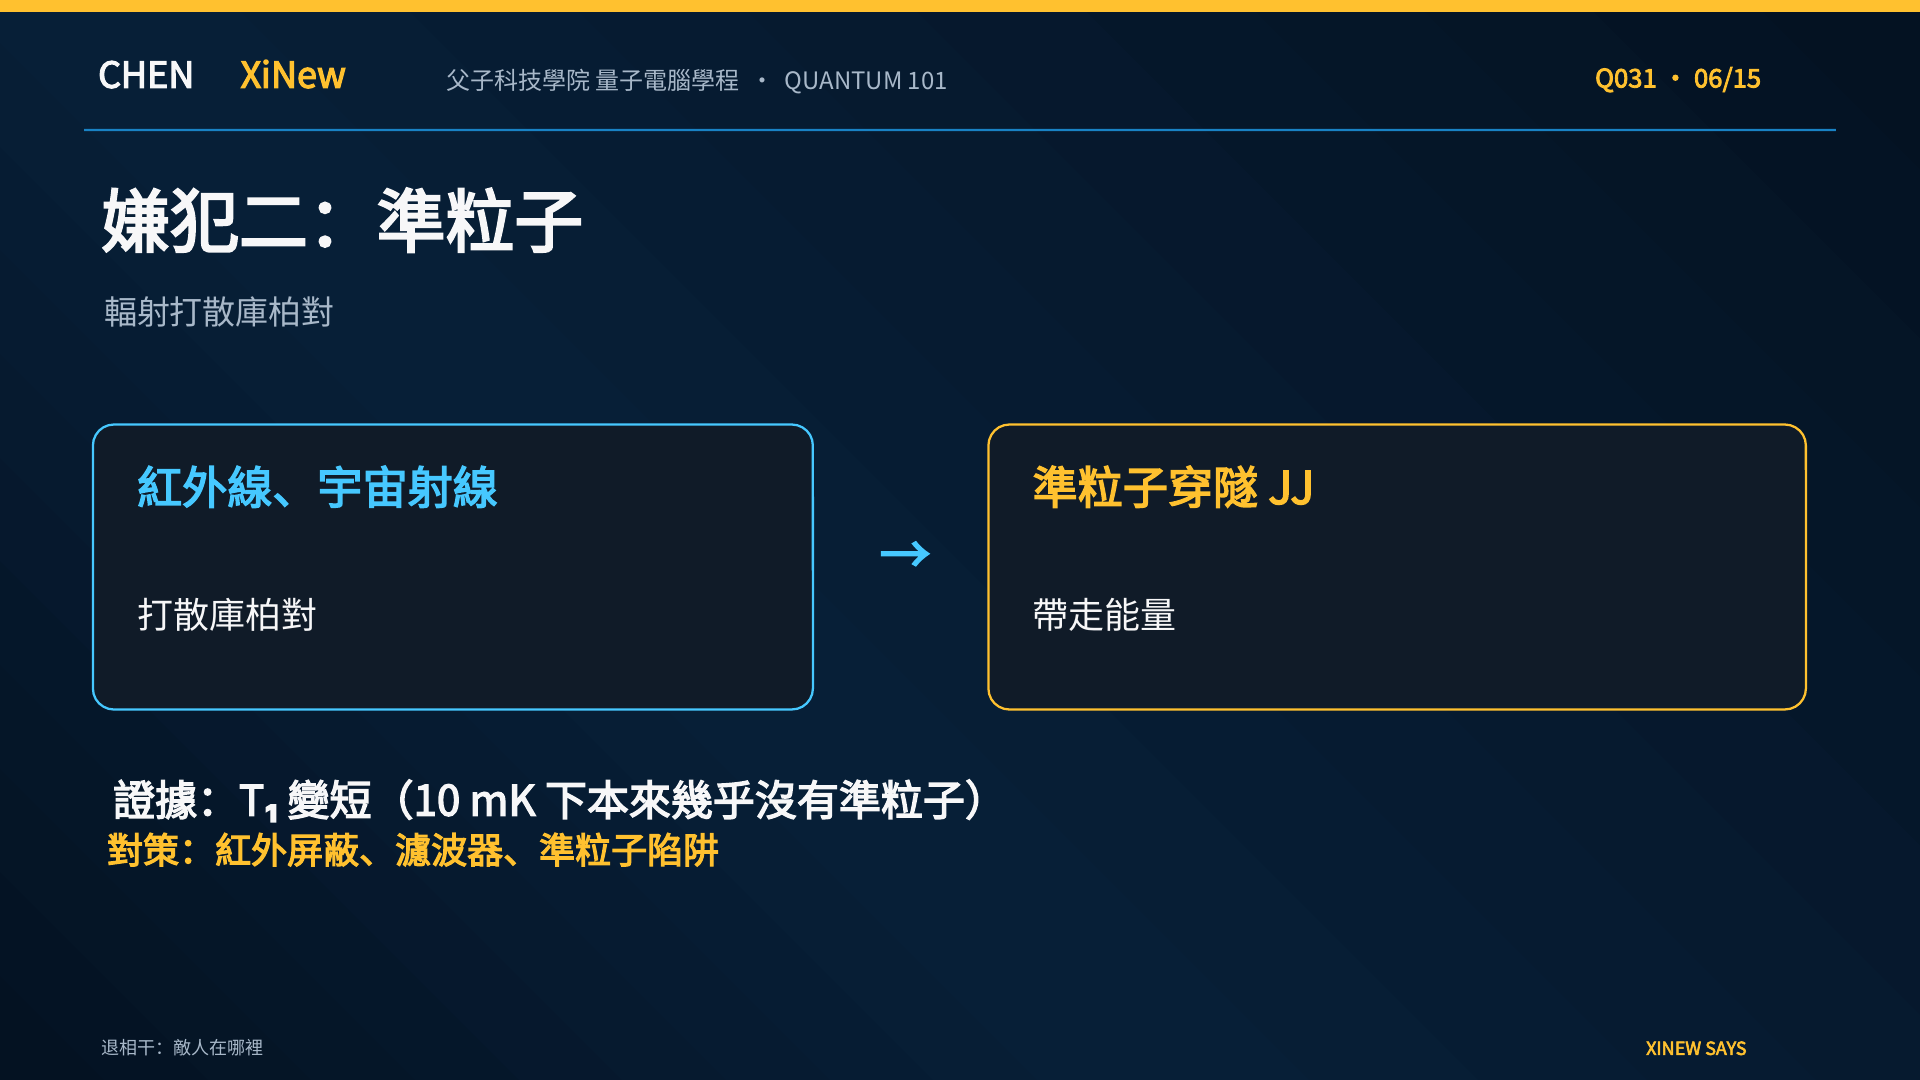 CHEN XiNew 父子科技學院 量子電腦學程 · QUANTUM 101 Q031 · 06/15
嫌犯二：準粒子
輻射打散庫柏對
紅外線、宇宙射線
打散庫柏對
→
準粒子穿隧 JJ
帶走能量
證據：T₁ 變短（10 mK 下本來幾乎沒有準粒子）
對策：紅外屏蔽、濾波器、準粒子陷阱
退相干：敵人在哪裡 XINEW SAYS